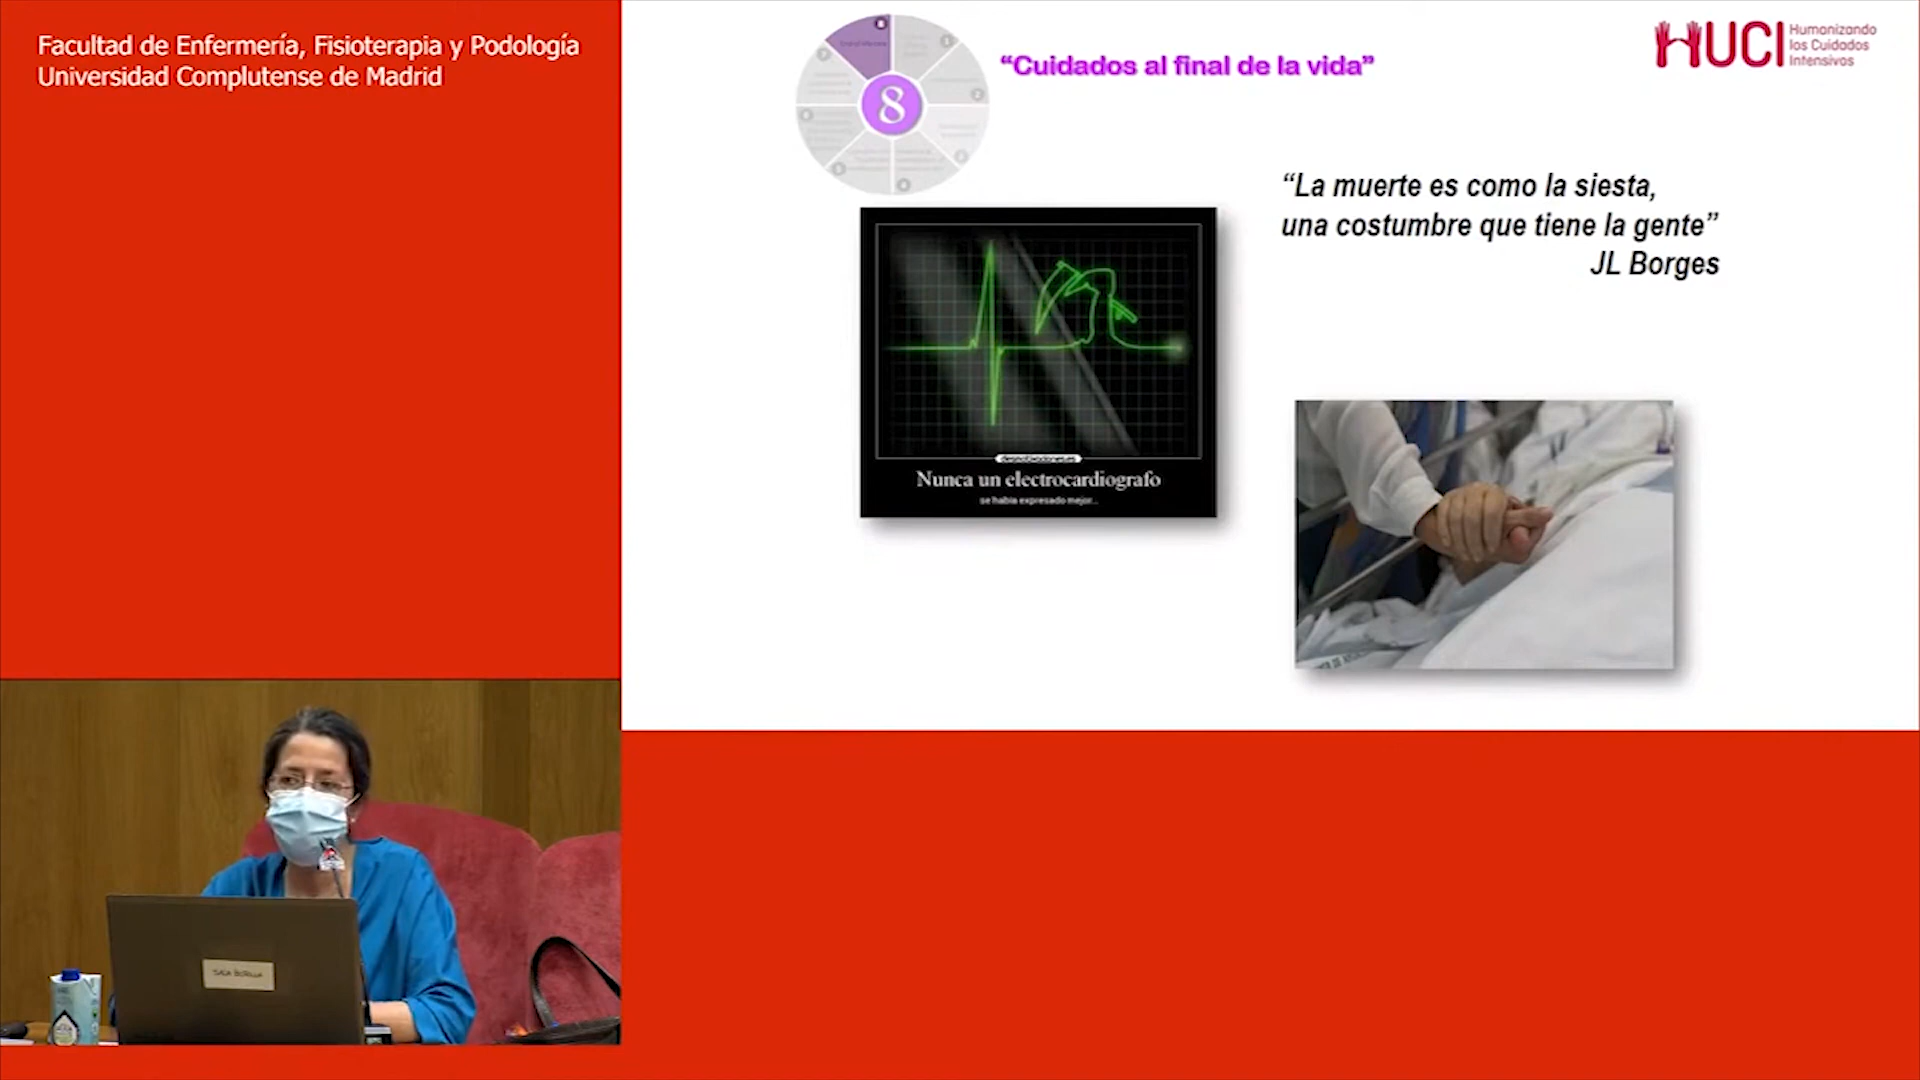 Facultad de Enfermería, Fisioterapia y Podología
Universidad Complutense de Madrid
8
“Cuidados al final de la vida”
HUCI
Humanizando
los Cuidados
Intensivos
“La muerte es como la siesta,
una costumbre que tiene la gente”
JL Borges
desmotivaciones.es
Nunca un electrocardiografo
se había expresado mejor...